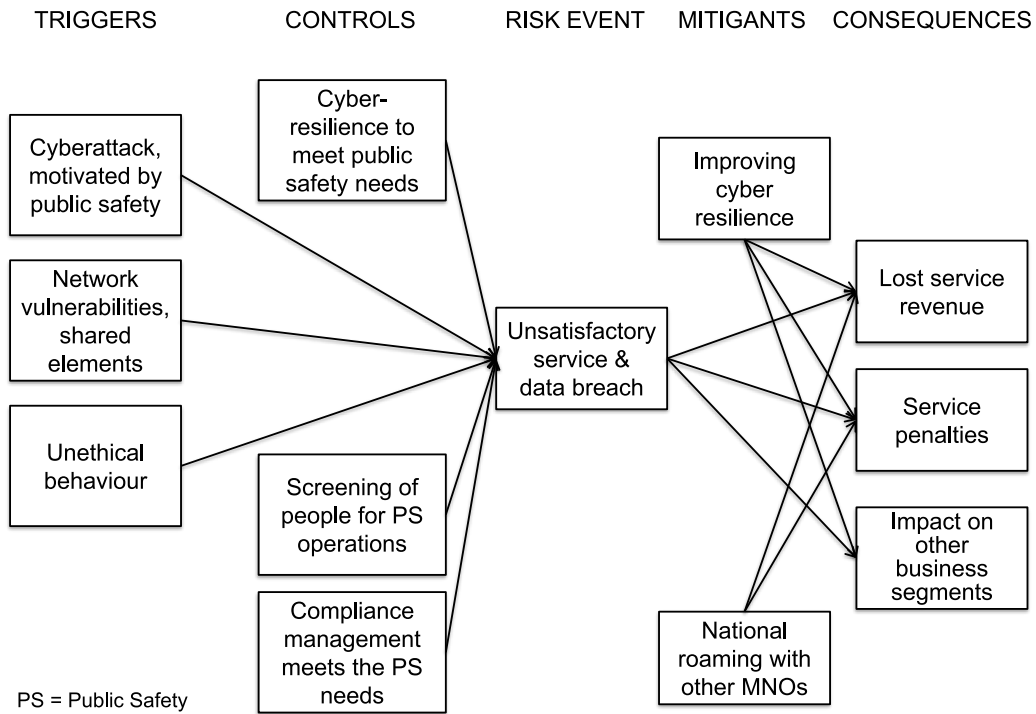 TRIGGERS
CONTROLS
RISK EVENT
MITIGANTS
CONSEQUENCES
Cyberattack,
motivated by
public safety
Network
vulnerabilities,
shared
elements
Unethical
behaviour
Cyber-
resilience to
meet public
safety needs
Screening of
people for PS
operations
Compliance
management
meets the PS
needs
Unsatisfactory
service &
data breach
Improving
cyber
resilience
National
roaming with
other MNOs
Lost service
revenue
Service
penalties
Impact on
other
business
segments
PS = Public Safety